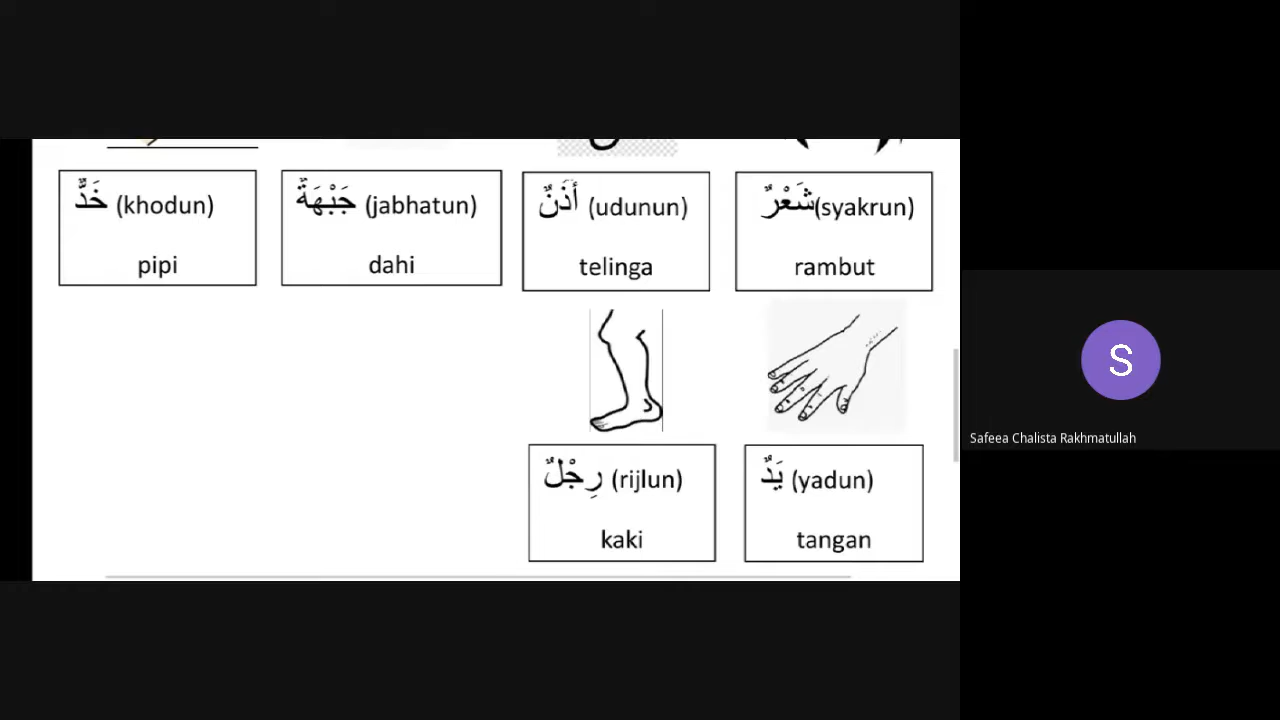 خَدٌّ (khodun)
pipi
جَبْهَةٌ (jabhatun)
dahi
أُذَنٌ (udunun)
telinga
شَعْرٌ(syakrun)
rambut
رِجْلٌ (rijlun)
kaki
يَدٌ (yadun)
tangan
S
Safeea Chalista Rakhmatullah